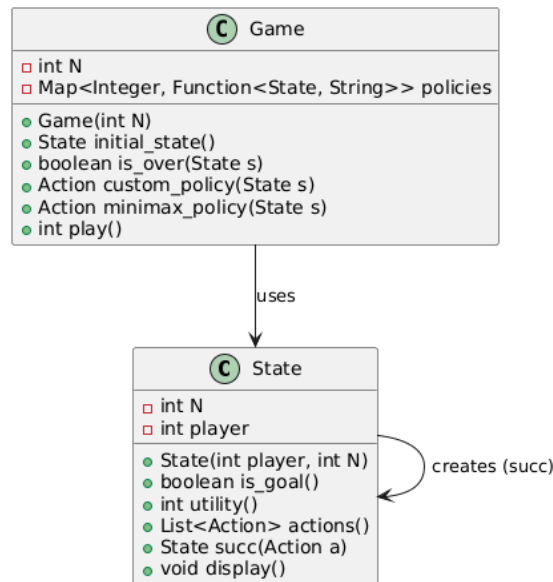 C Game
int N
Map<Integer, Function<State, String>> policies
Game(int N)
State initial_state()
boolean is_over(State s)
Action custom_policy(State s)
Action minimax_policy(State s)
int play()
uses
C State
int N
int player
State(int player, int N)
boolean is_goal()
int utility()
List<Action> actions()
State succ(Action a)
void display()
creates (succ)